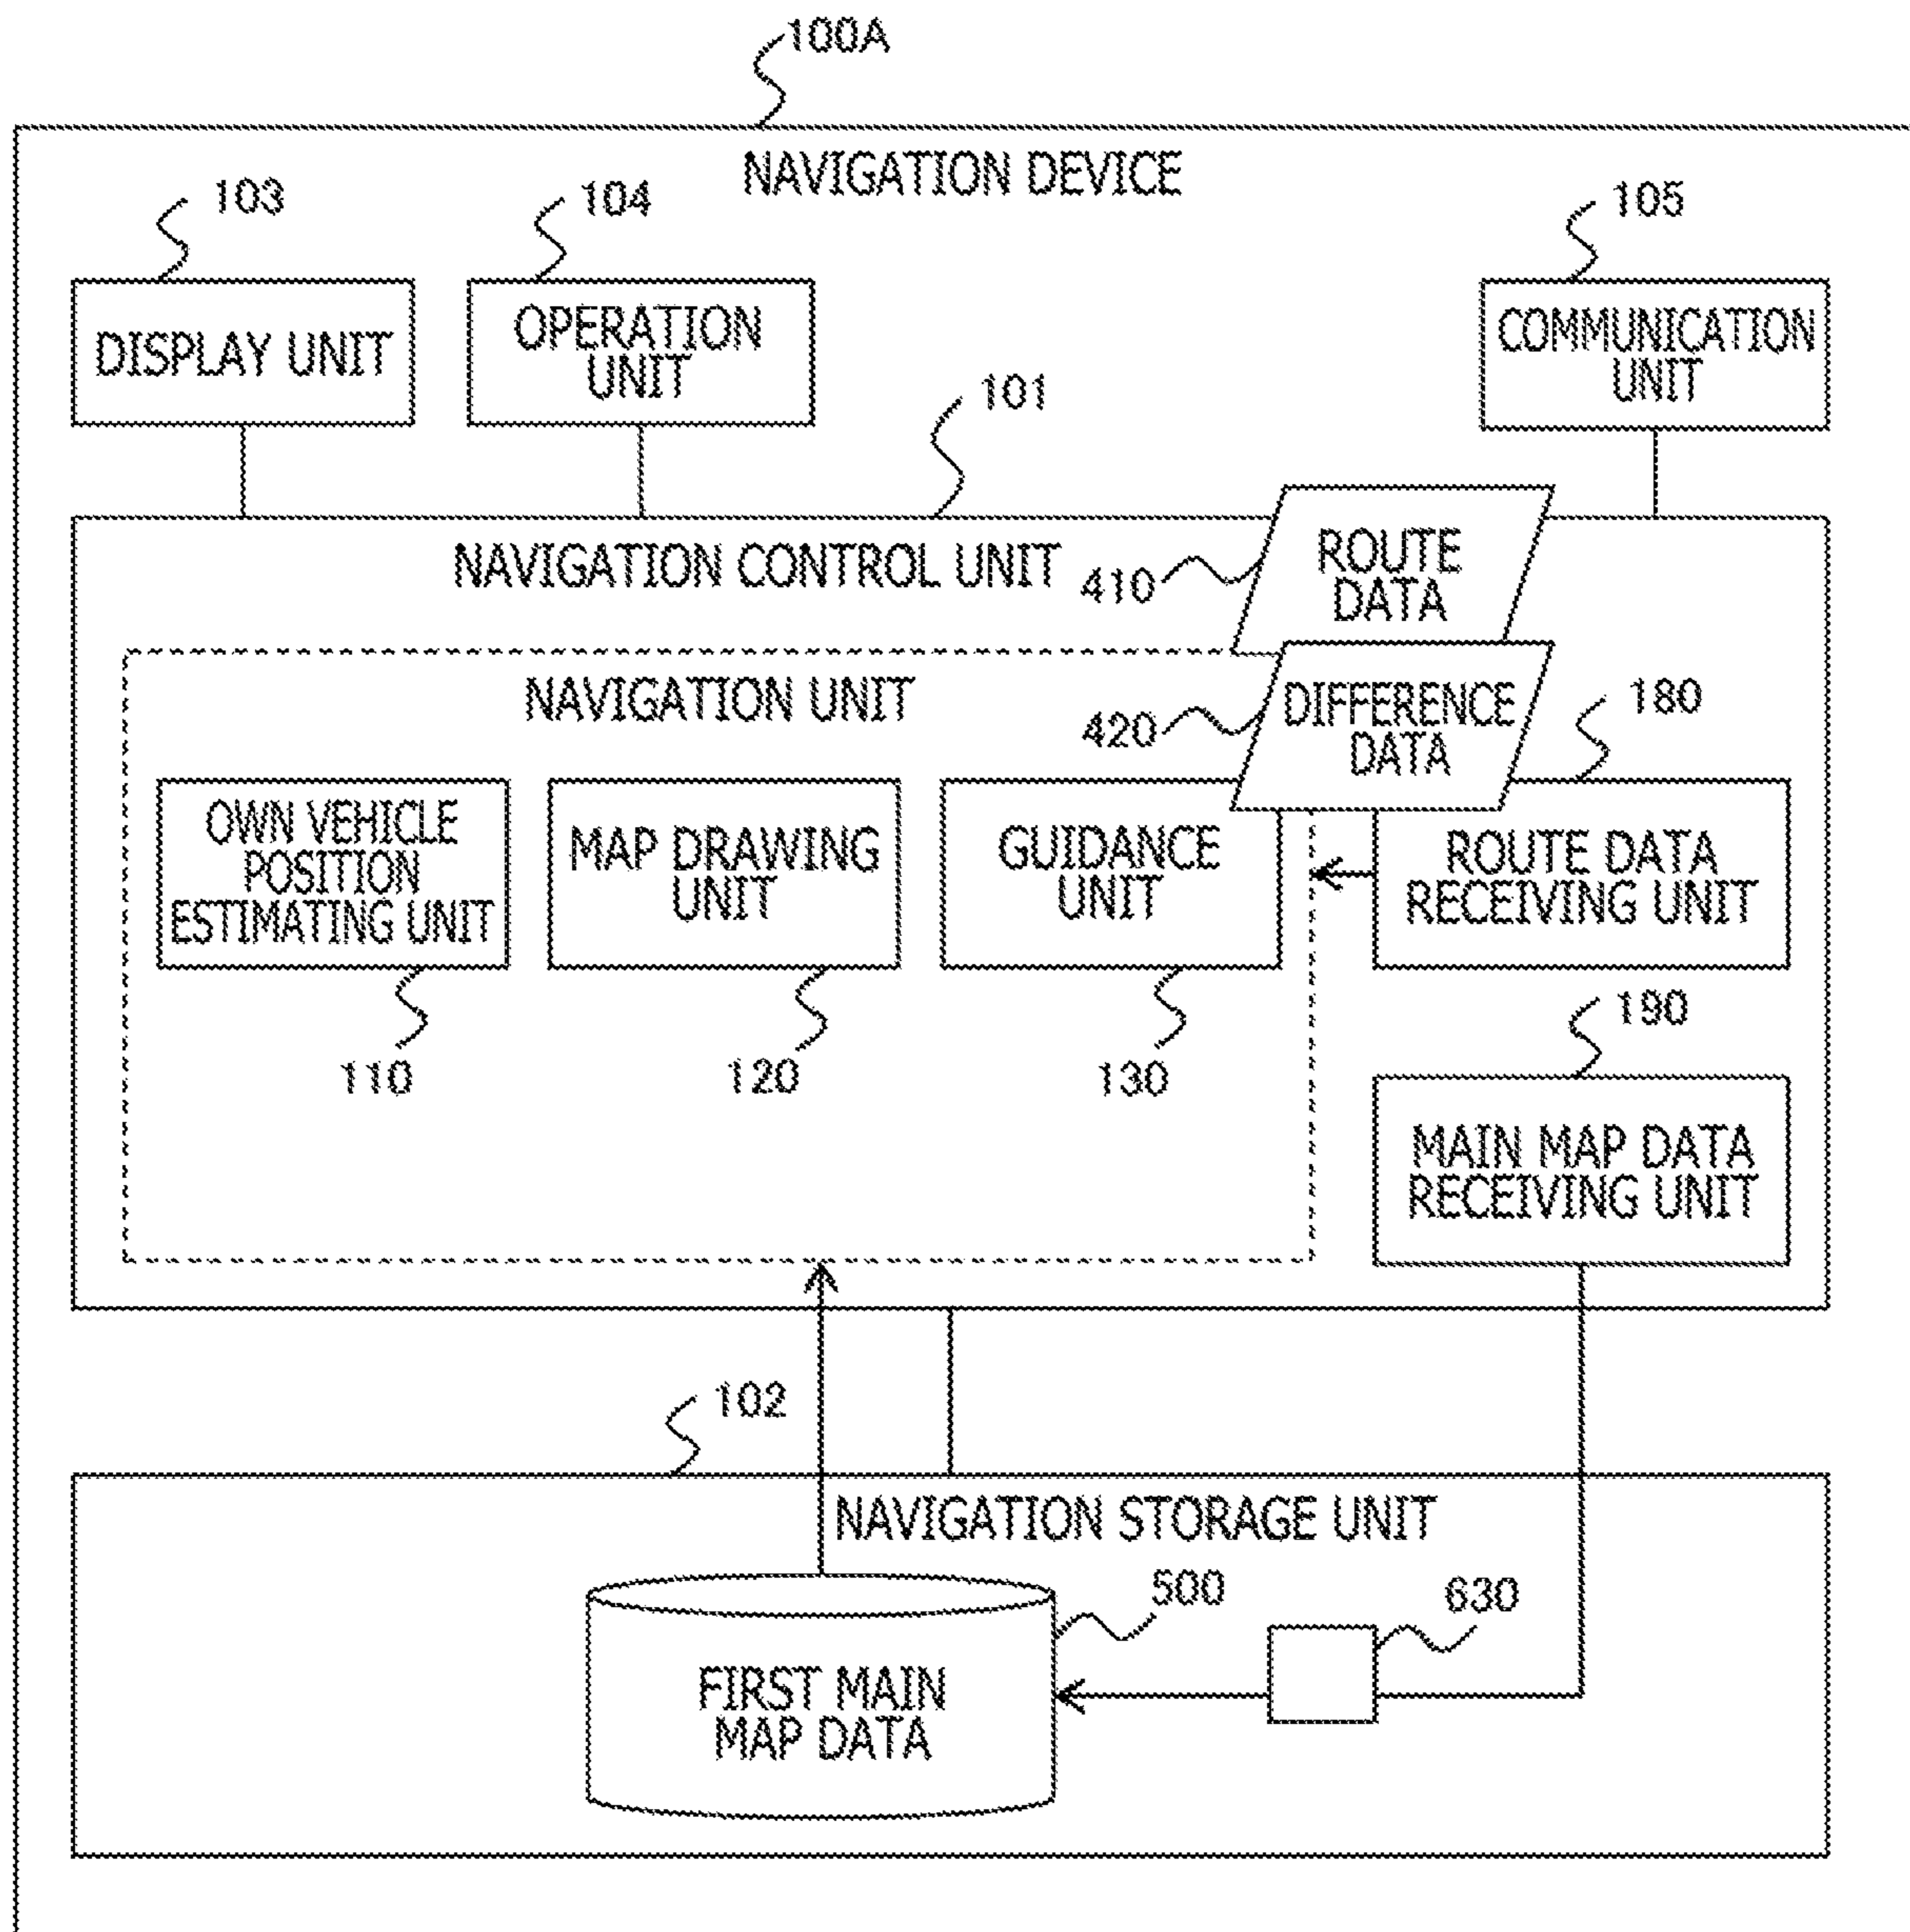 100A
NAVIGATION DEVICE
103
104
105
DISPLAY UNIT
OPERATION
UNIT
COMMUNICATION
UNIT
101
NAVIGATION CONTROL UNIT
410
ROUTE
DATA
NAVIGATION UNIT
420
DIFFERENCE
DATA
180
OWN VEHICLE
POSITION
ESTIMATING UNIT
MAP DRAWING
UNIT
GUIDANCE
UNIT
ROUTE DATA
RECEIVING UNIT
110
120
130
190
MAIN MAP DATA
RECEIVING UNIT
102
NAVIGATION STORAGE UNIT
500
630
FIRST MAIN
MAP DATA